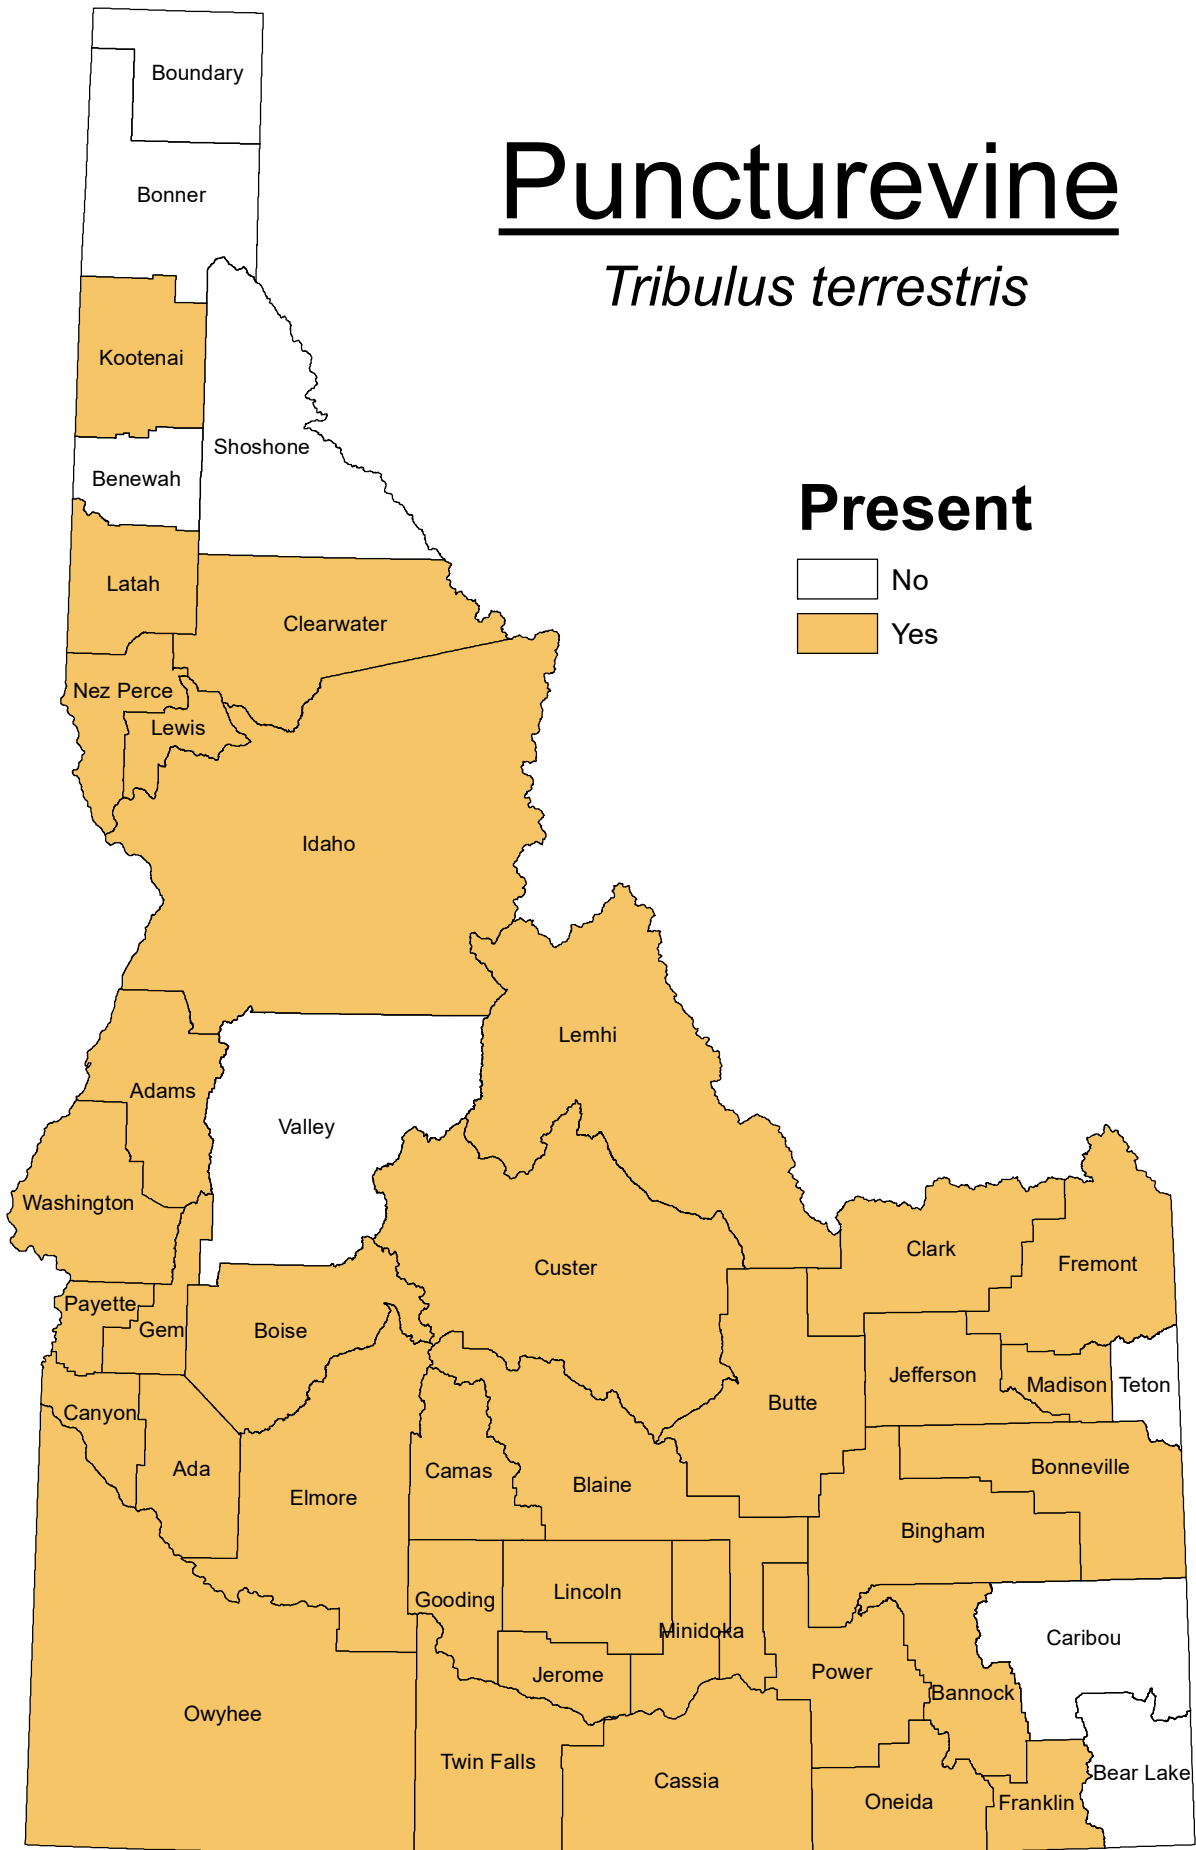 Boundary
Puncturevine
Bonner
Tribulus terrestris
Kootenai
Shoshone
Benewah
Present
No
Yes
Latah
Clearwater
Nez Perce
Lewis
Idaho
Lemhi
Adams
Valley
Washington
Clark
Fremont
Custer
Payette
Gem
Boise
Jefferson
Madison
Teton
Butte
Canyon
Ada
Camas
Blaine
Bonneville
Elmore
Bingham
Gooding
Lincoln
Minidoka
Caribou
Jerome
Power
Bannock
Owyhee
Twin Falls
Cassia
Bear Lake
Oneida
Franklin